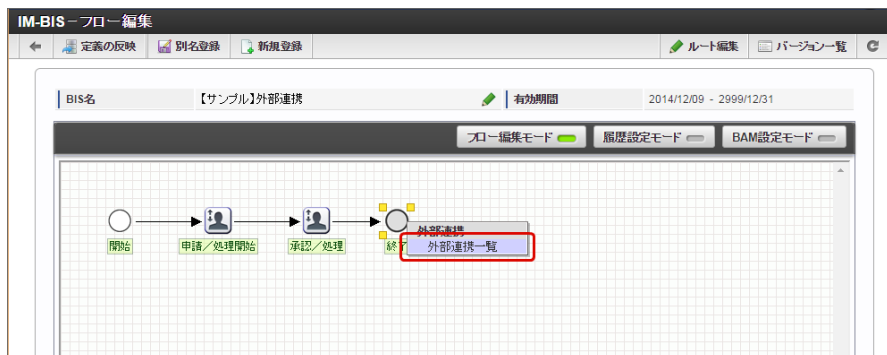 IM-BIS－フロー編集
定義の反映 別名登録 新規登録 ルート編集 バージョン一覧
BIS名 【サンプル】外部連携 有効期間 2014/12/09 - 2999/12/31
フロー編集モード 履歴設定モード BAM設定モード
外部連携
開始 申請／処理開始 承認／処理 終了 外部連携一覧